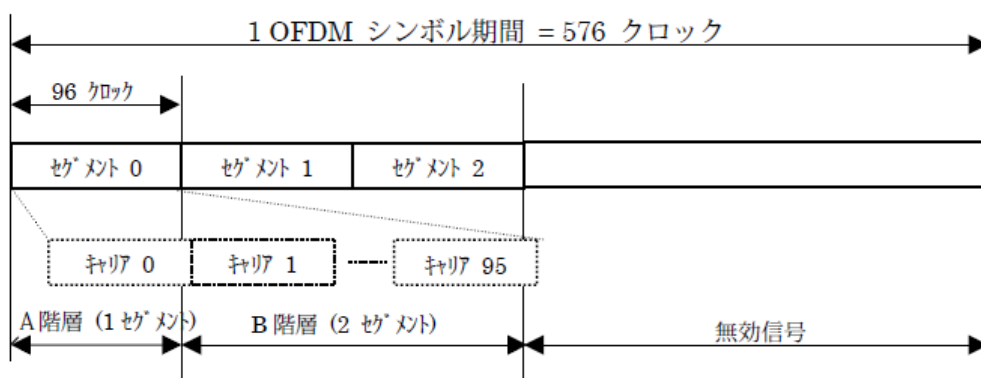 1 OFDM シンボル期間 = 576 クロック
96 ｸﾛｯｸ
ｾｸﾞﾒﾝﾄ 0 ｾｸﾞﾒﾝﾄ 1 ｾｸﾞﾒﾝﾄ 2
ｷｬﾘｱ 0 ｷｬﾘｱ 1 ｷｬﾘｱ 95
A 階層 (1 ｾｸﾞﾒﾝﾄ) B 階層 (2 ｾｸﾞﾒﾝﾄ) 無効信号